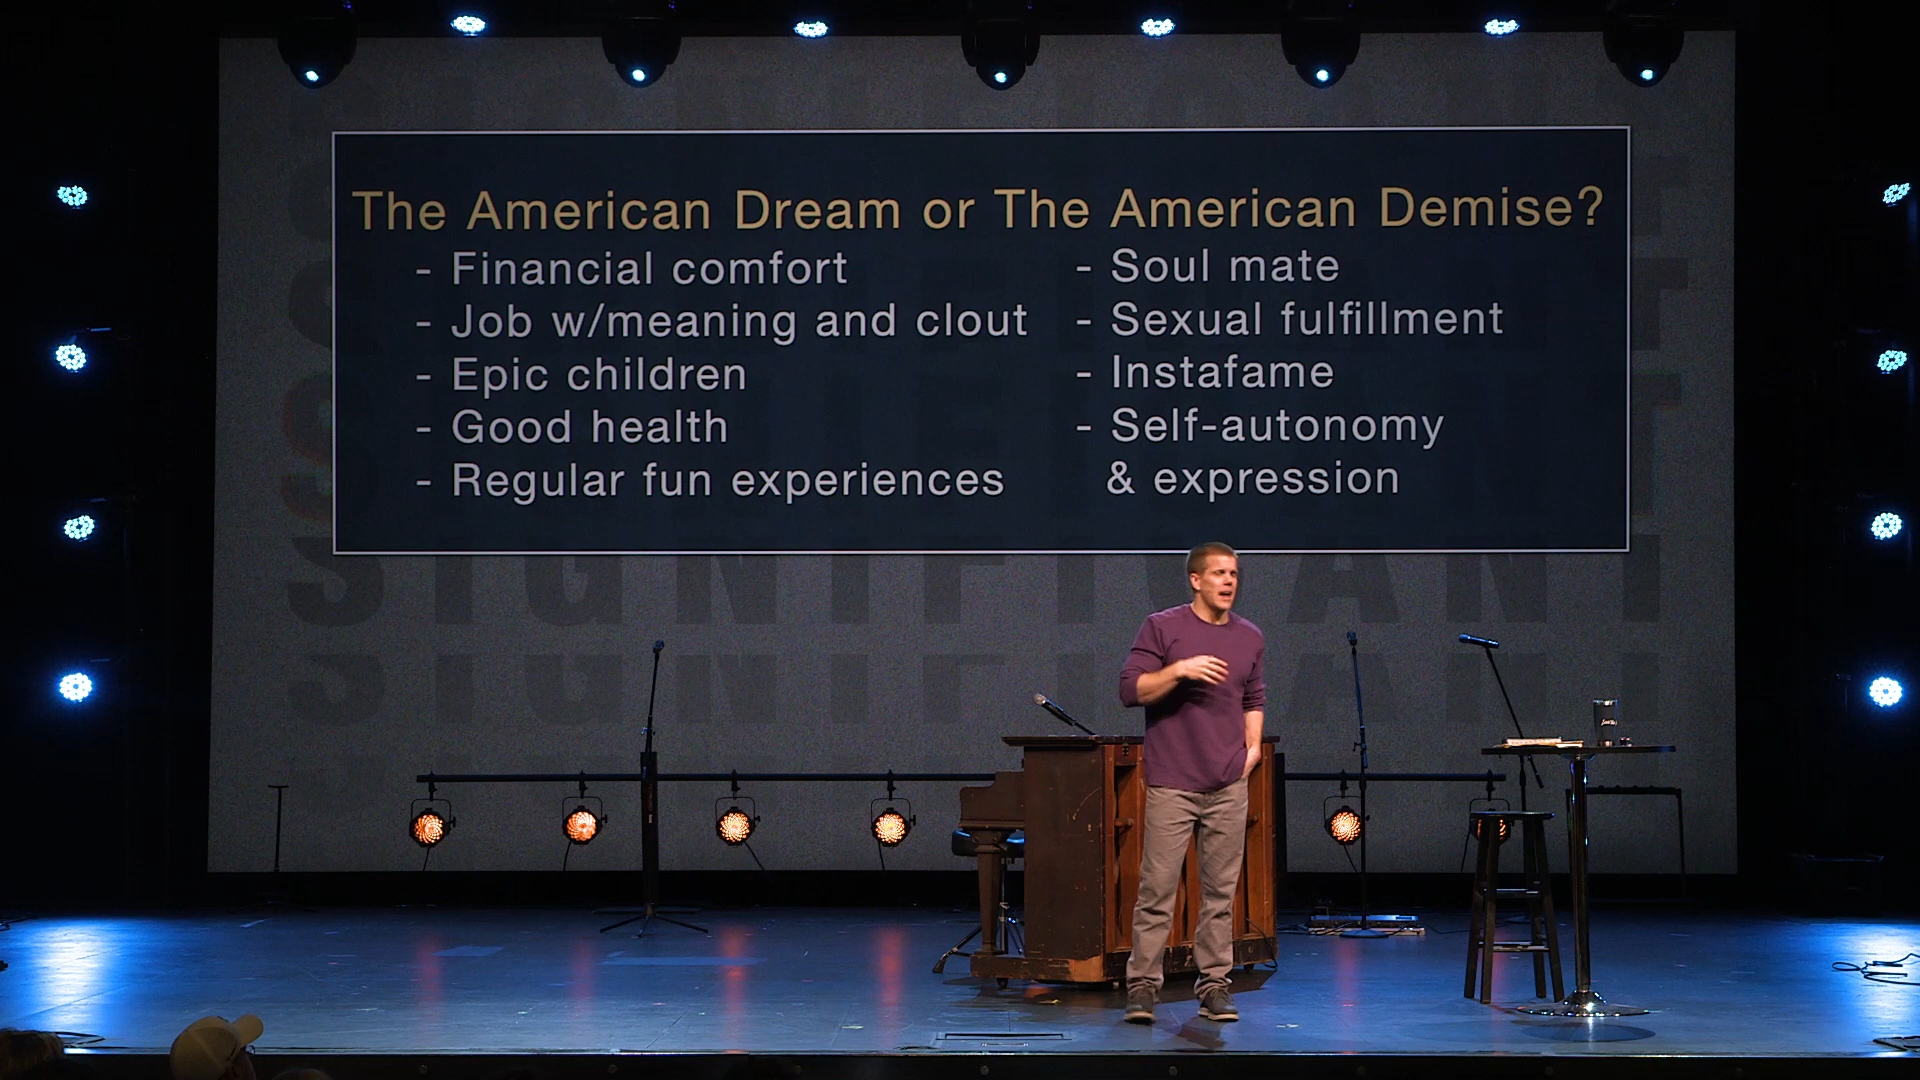 The American Dream or The American Demise?
- Financial comfort
- Job w/meaning and clout
- Epic children
- Good health
- Regular fun experiences
- Soul mate
- Sexual fulfillment
- Instafame
- Self-autonomy
& expression
SIGNIFICANT
SIGNIFICANT